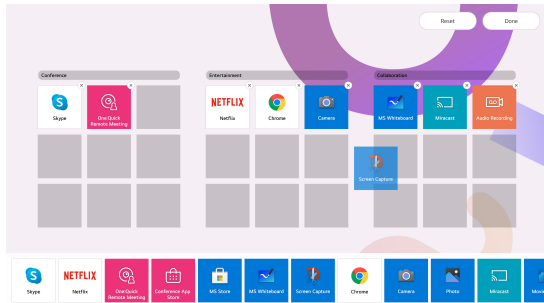 Reset Done
Conference Entertainment Collaboration
Skype
One:Quick
Remote Meeting
NETFLIX
Netflix
Chrome
Camera
MS Whiteboard
Miracast
Audio Recording
Screen Capture
Skype
NETFLIX
Netflix
One:Quick
Remote Meeting
Conference App
Store
MS Store
MS Whiteboard
Screen Capture
Chrome
Camera
Photo
Miracast